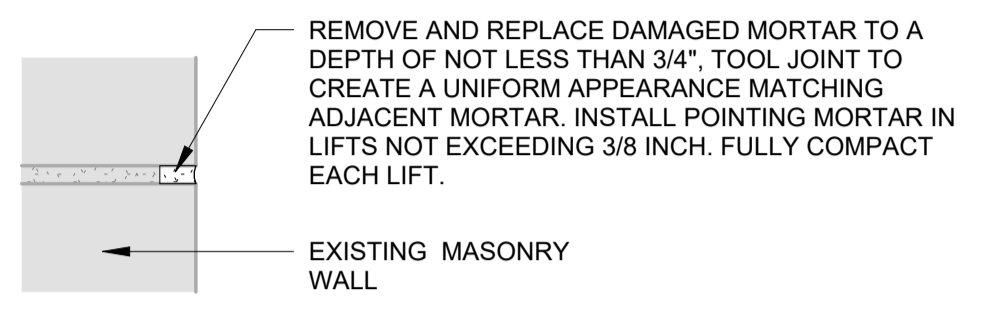 REMOVE AND REPLACE DAMAGED MORTAR TO A
DEPTH OF NOT LESS THAN 3/4", TOOL JOINT TO
CREATE A UNIFORM APPEARANCE MATCHING
ADJACENT MORTAR. INSTALL POINTING MORTAR IN
LIFTS NOT EXCEEDING 3/8 INCH. FULLY COMPACT
EACH LIFT.
EXISTING MASONRY
WALL